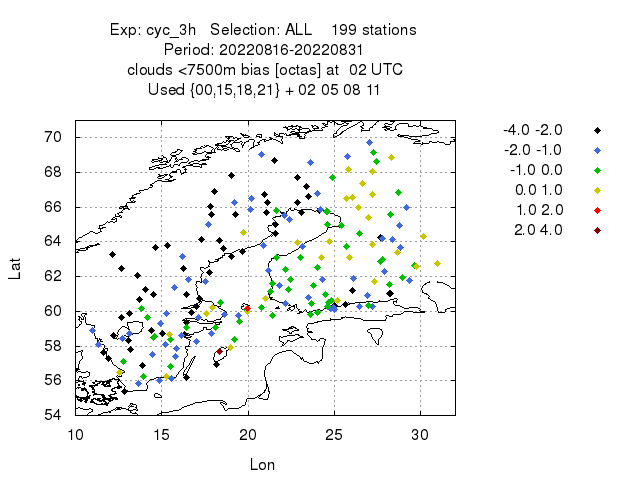 Exp: cyc_3h   Selection: ALL    199 stations
Period: 20220816-20220831
clouds <7500m bias [octas] at  02 UTC
Used {00,15,18,21} + 02 05 08 11
70
68
66
64
62
60
58
56
54
10 15 20 25 30
Lat
Lon
-4.0 -2.0
-2.0 -1.0
-1.0 0.0
0.0 1.0
1.0 2.0
2.0 4.0